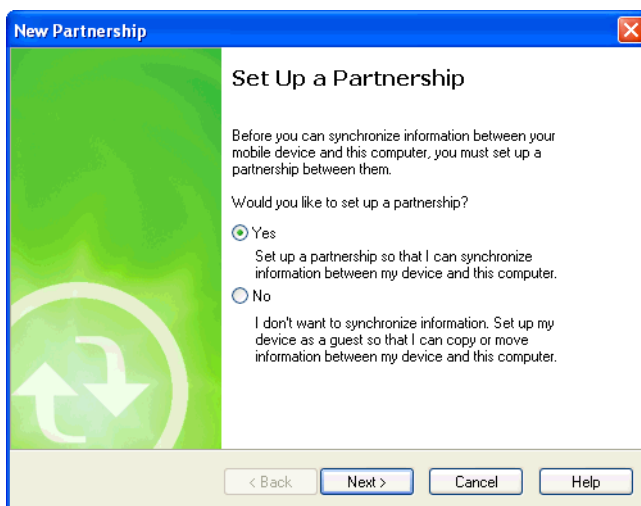 New Partnership
Set Up a Partnership
Before you can synchronize information between your
mobile device and this computer, you must set up a
partnership between them.
Would you like to set up a partnership?
Yes
Set up a partnership so that I can synchronize
information between my device and this computer.
No
I don't want to synchronize information. Set up my
device as a guest so that I can copy or move
information between my device and this computer.
< Back
Next >
Cancel
Help